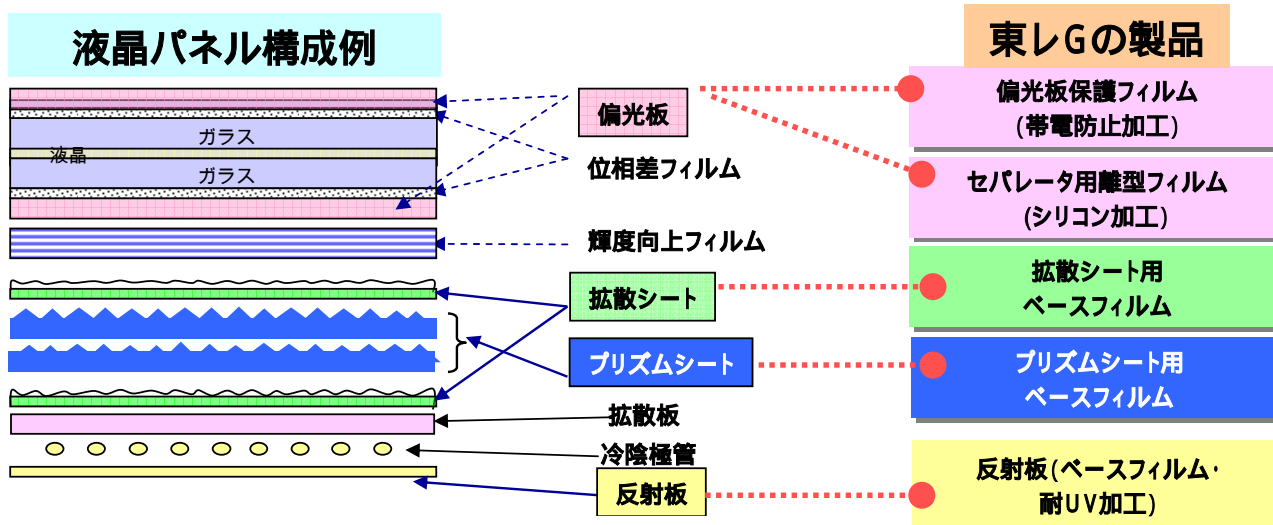 液晶パネル構成例
東レGの製品
ガラス
液晶
ガラス
偏光板
位相差フィルム
輝度向上フィルム
拡散シート
プリズムシート
拡散板
冷陰極管
反射板
偏光板保護フィルム
(帯電防止加工)
セパレータ用離型フィルム
(シリコン加工)
拡散シート用
ベースフィルム
プリズムシート用
ベースフィルム
反射板(ベースフィルム・
耐UV加工)